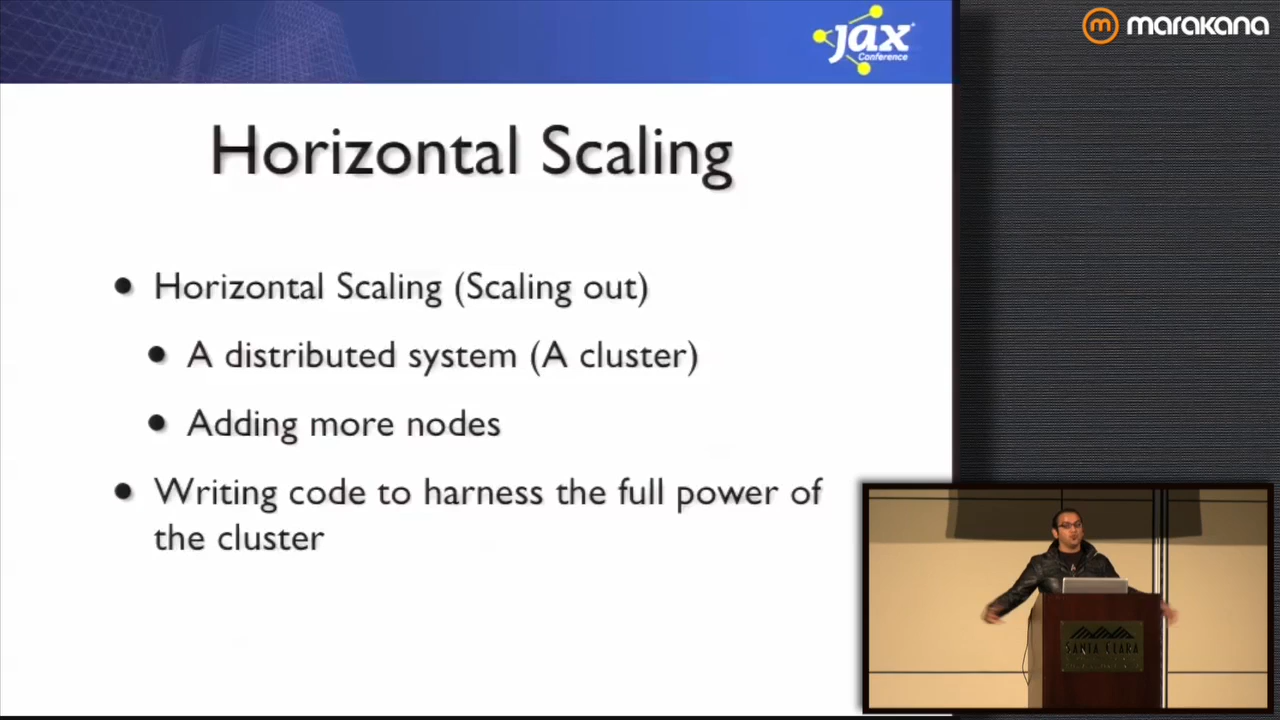 jax
Conference
marakana
Horizontal Scaling
Horizontal Scaling (Scaling out)
A distributed system (A cluster)
Adding more nodes
Writing code to harness the full power of
the cluster
SANTA CLARA